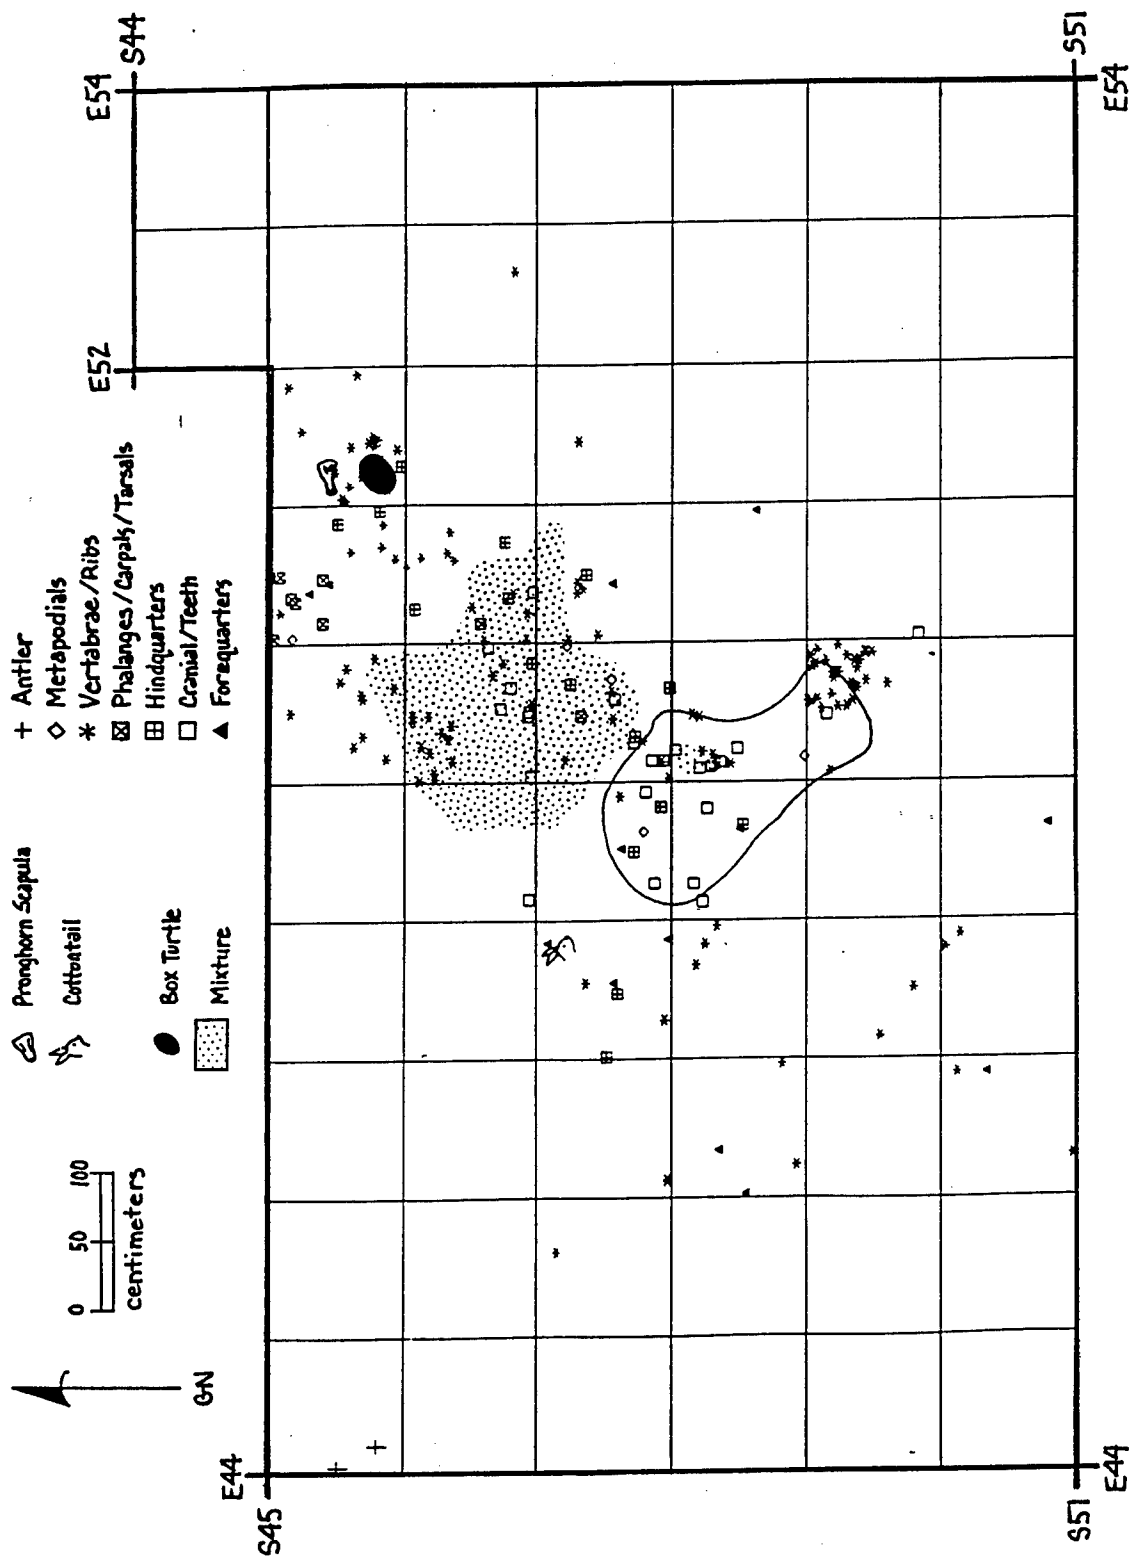 GN
0 50 100
centimeters
Pronghorn Scapula
Cottontail
Box Turtle
Mixture
Antler
Metapodials
Vertabrae/Ribs
Phalanges/Carpals/Tarsals
Hindquarters
Cranial/Teeth
Forequarters
E44
E52
E54
S44
S45
S51
S51
E44
E54